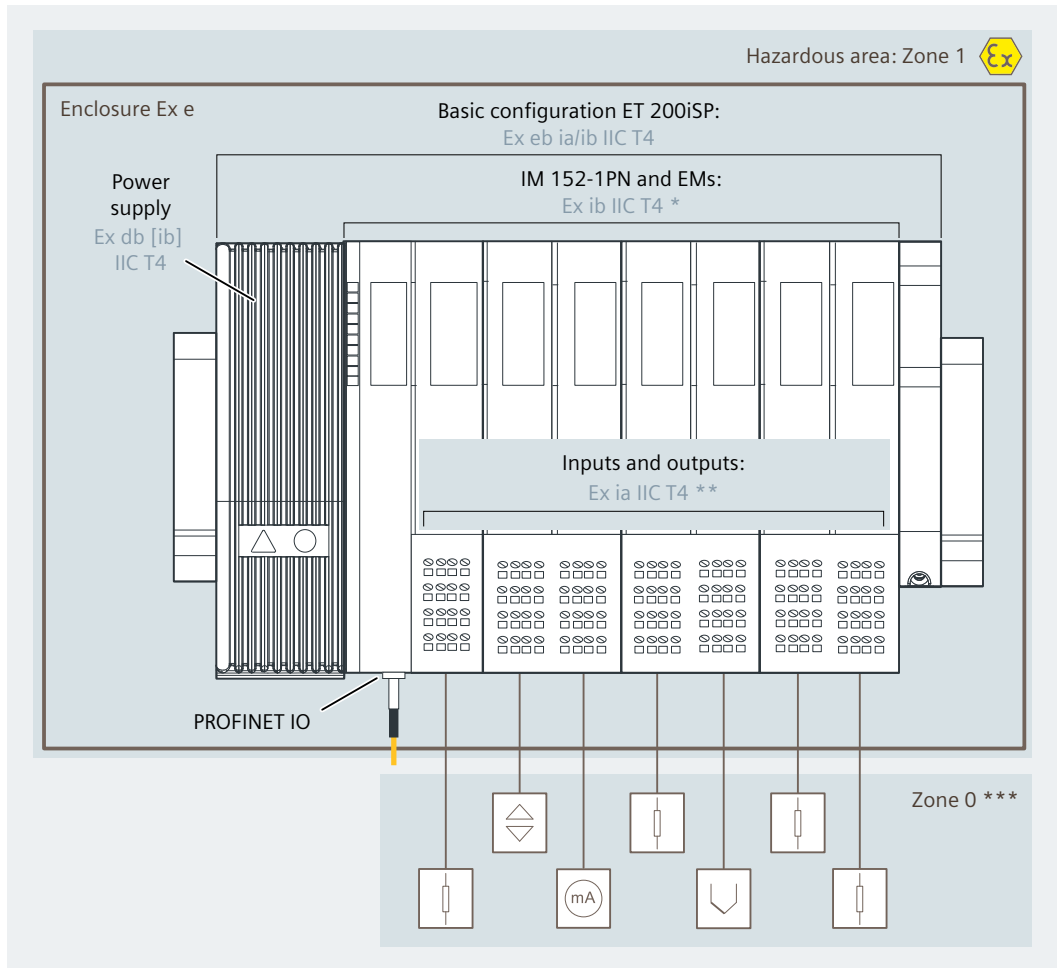 Hazardous area: Zone 1
Ex
Enclosure Ex e
Basic configuration ET 200iSP:
Ex eb ia/ib IIC T4
Power
supply
Ex db [ib]
IIC T4
IM 152-1PN and EMs:
Ex ib IIC T4 *
Inputs and outputs:
Ex ia IIC T4 **
PROFINET IO
Zone 0 ***
mA